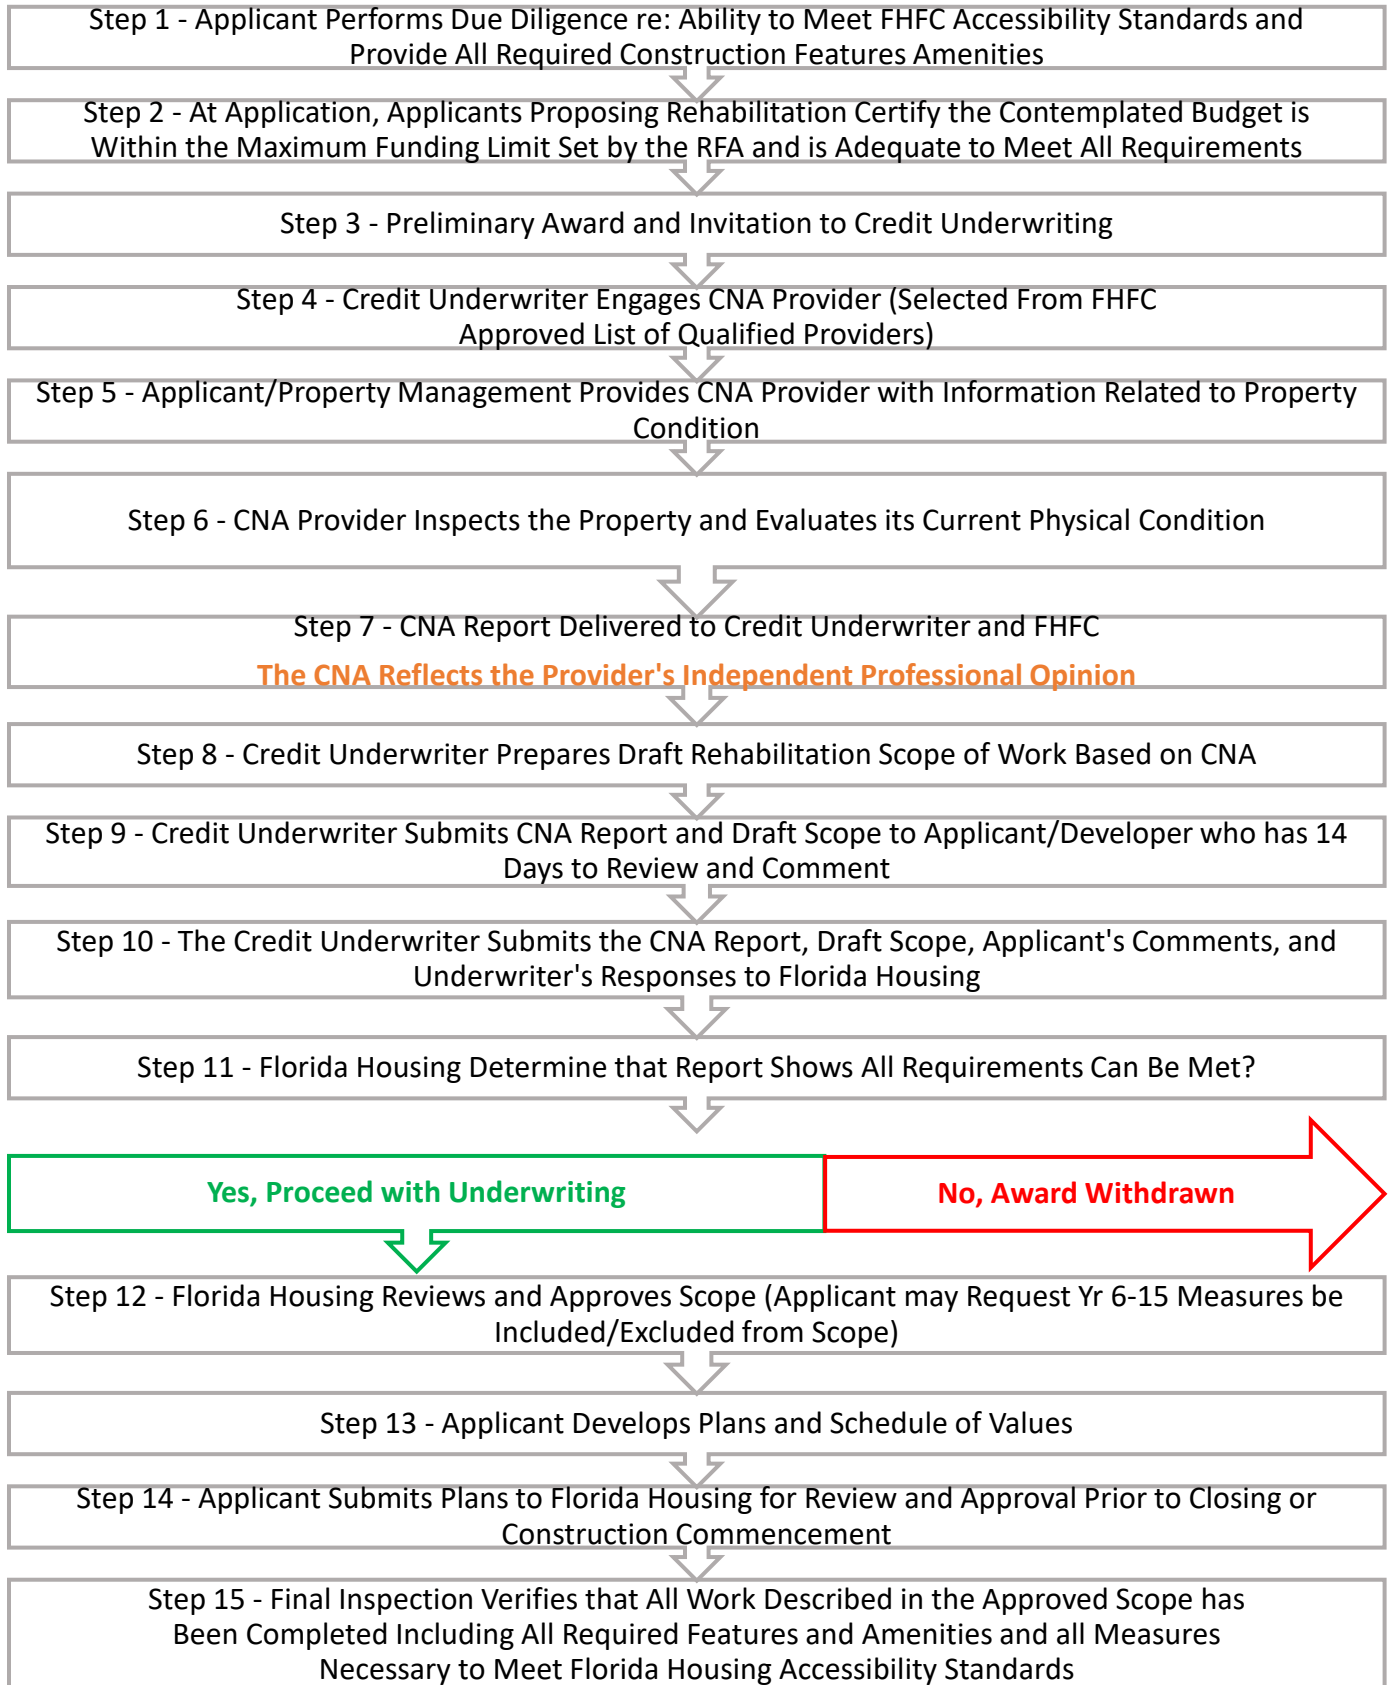 Step 1 - Applicant Performs Due Diligence re: Ability to Meet FHFC Accessibility Standards and
Provide All Required Construction Features Amenities
Step 2 - At Application, Applicants Proposing Rehabilitation Certify the Contemplated Budget is
Within the Maximum Funding Limit Set by the RFA and is Adequate to Meet All Requirements
Step 3 - Preliminary Award and Invitation to Credit Underwriting
Step 4 - Credit Underwriter Engages CNA Provider (Selected From FHFC
Approved List of Qualified Providers)
Step 5 - Applicant/Property Management Provides CNA Provider with Information Related to Property
Condition
Step 6 - CNA Provider Inspects the Property and Evaluates its Current Physical Condition
Step 7 - CNA Report Delivered to Credit Underwriter and FHFC
The CNA Reflects the Provider's Independent Professional Opinion
Step 8 - Credit Underwriter Prepares Draft Rehabilitation Scope of Work Based on CNA
Step 9 - Credit Underwriter Submits CNA Report and Draft Scope to Applicant/Developer who has 14
Days to Review and Comment
Step 10 - The Credit Underwriter Submits the CNA Report, Draft Scope, Applicant's Comments, and
Underwriter's Responses to Florida Housing
Step 11 - Florida Housing Determine that Report Shows All Requirements Can Be Met?
Yes, Proceed with Underwriting
No, Award Withdrawn
Step 12 - Florida Housing Reviews and Approves Scope (Applicant may Request Yr 6-15 Measures be
Included/Excluded from Scope)
Step 13 - Applicant Develops Plans and Schedule of Values
Step 14 - Applicant Submits Plans to Florida Housing for Review and Approval Prior to Closing or
Construction Commencement
Step 15 - Final Inspection Verifies that All Work Described in the Approved Scope has
Been Completed Including All Required Features and Amenities and all Measures
Necessary to Meet Florida Housing Accessibility Standards